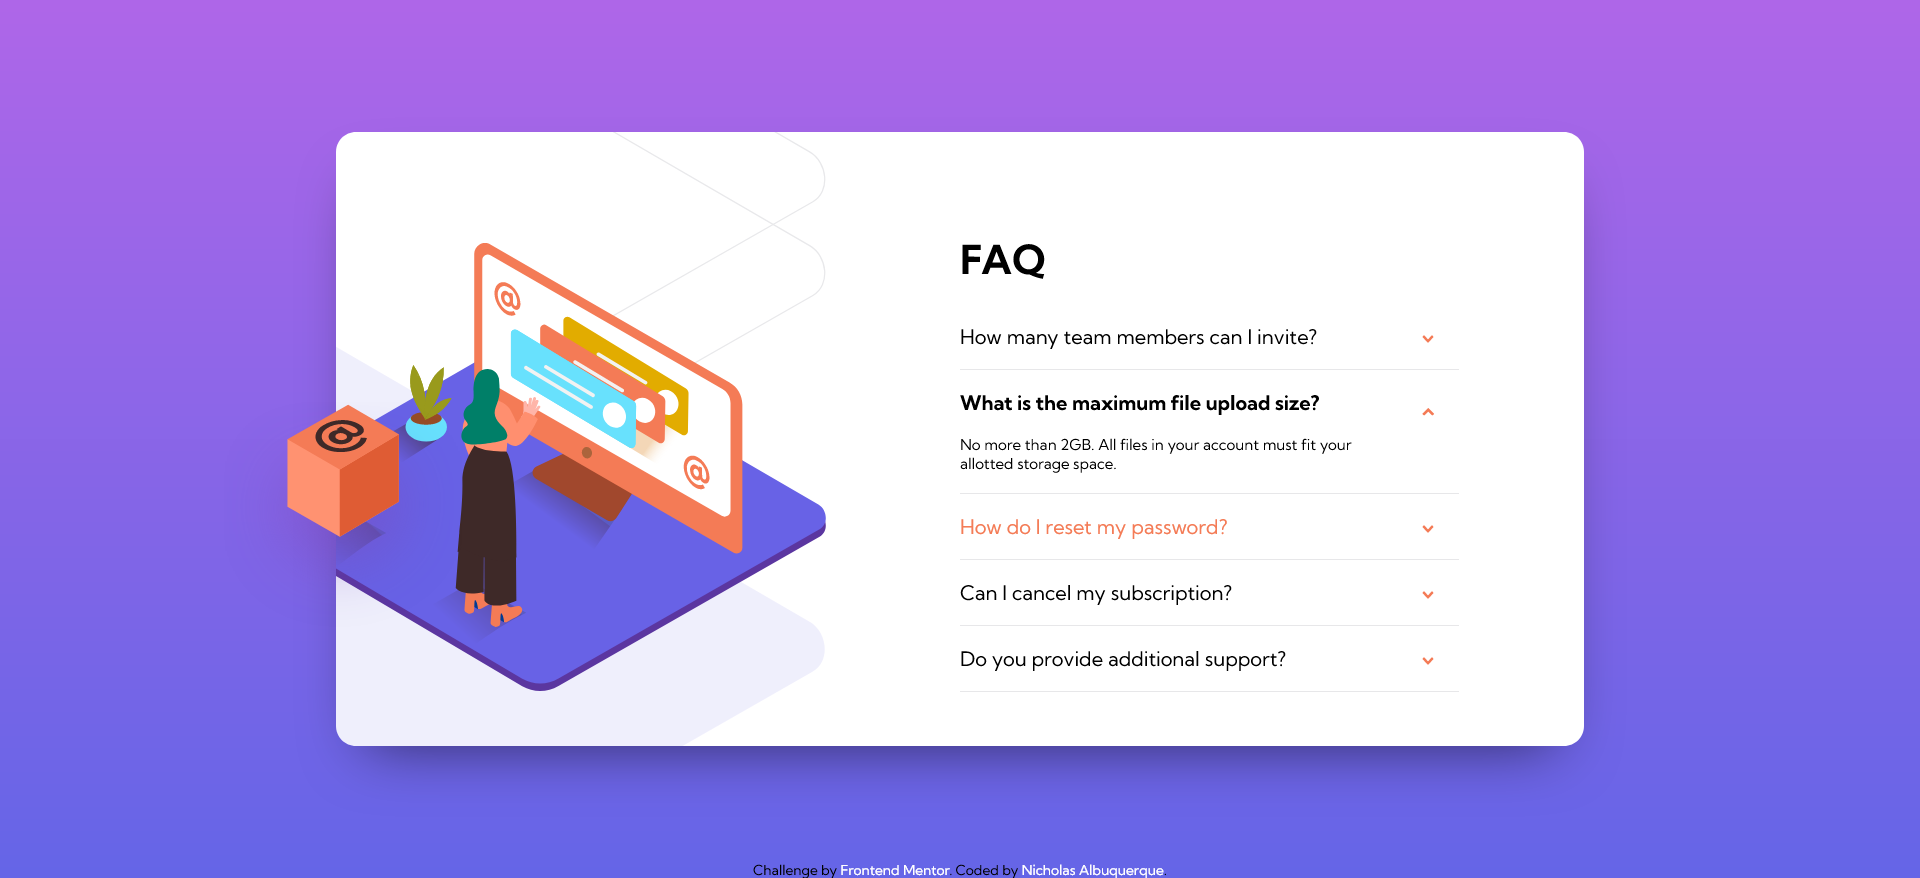 @
@
@
FAQ
How many team members can I invite?
What is the maximum file upload size?
No more than 2GB. All files in your account must fit your
allotted storage space.
How do I reset my password?
Can I cancel my subscription?
Do you provide additional support?
Challenge by Frontend Mentor. Coded by Nicholas Albuquerque.